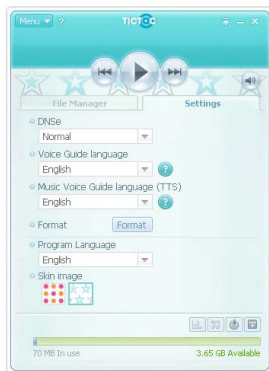 Menu ▼ ? TICTOC
File Manager Settings
DNSe
Normal
Voice Guide language
English ?
Music Voice Guide language (TTS)
English ?
Format Format
Program Language
English
Skin image
70 MB In use 3.65 GB Available